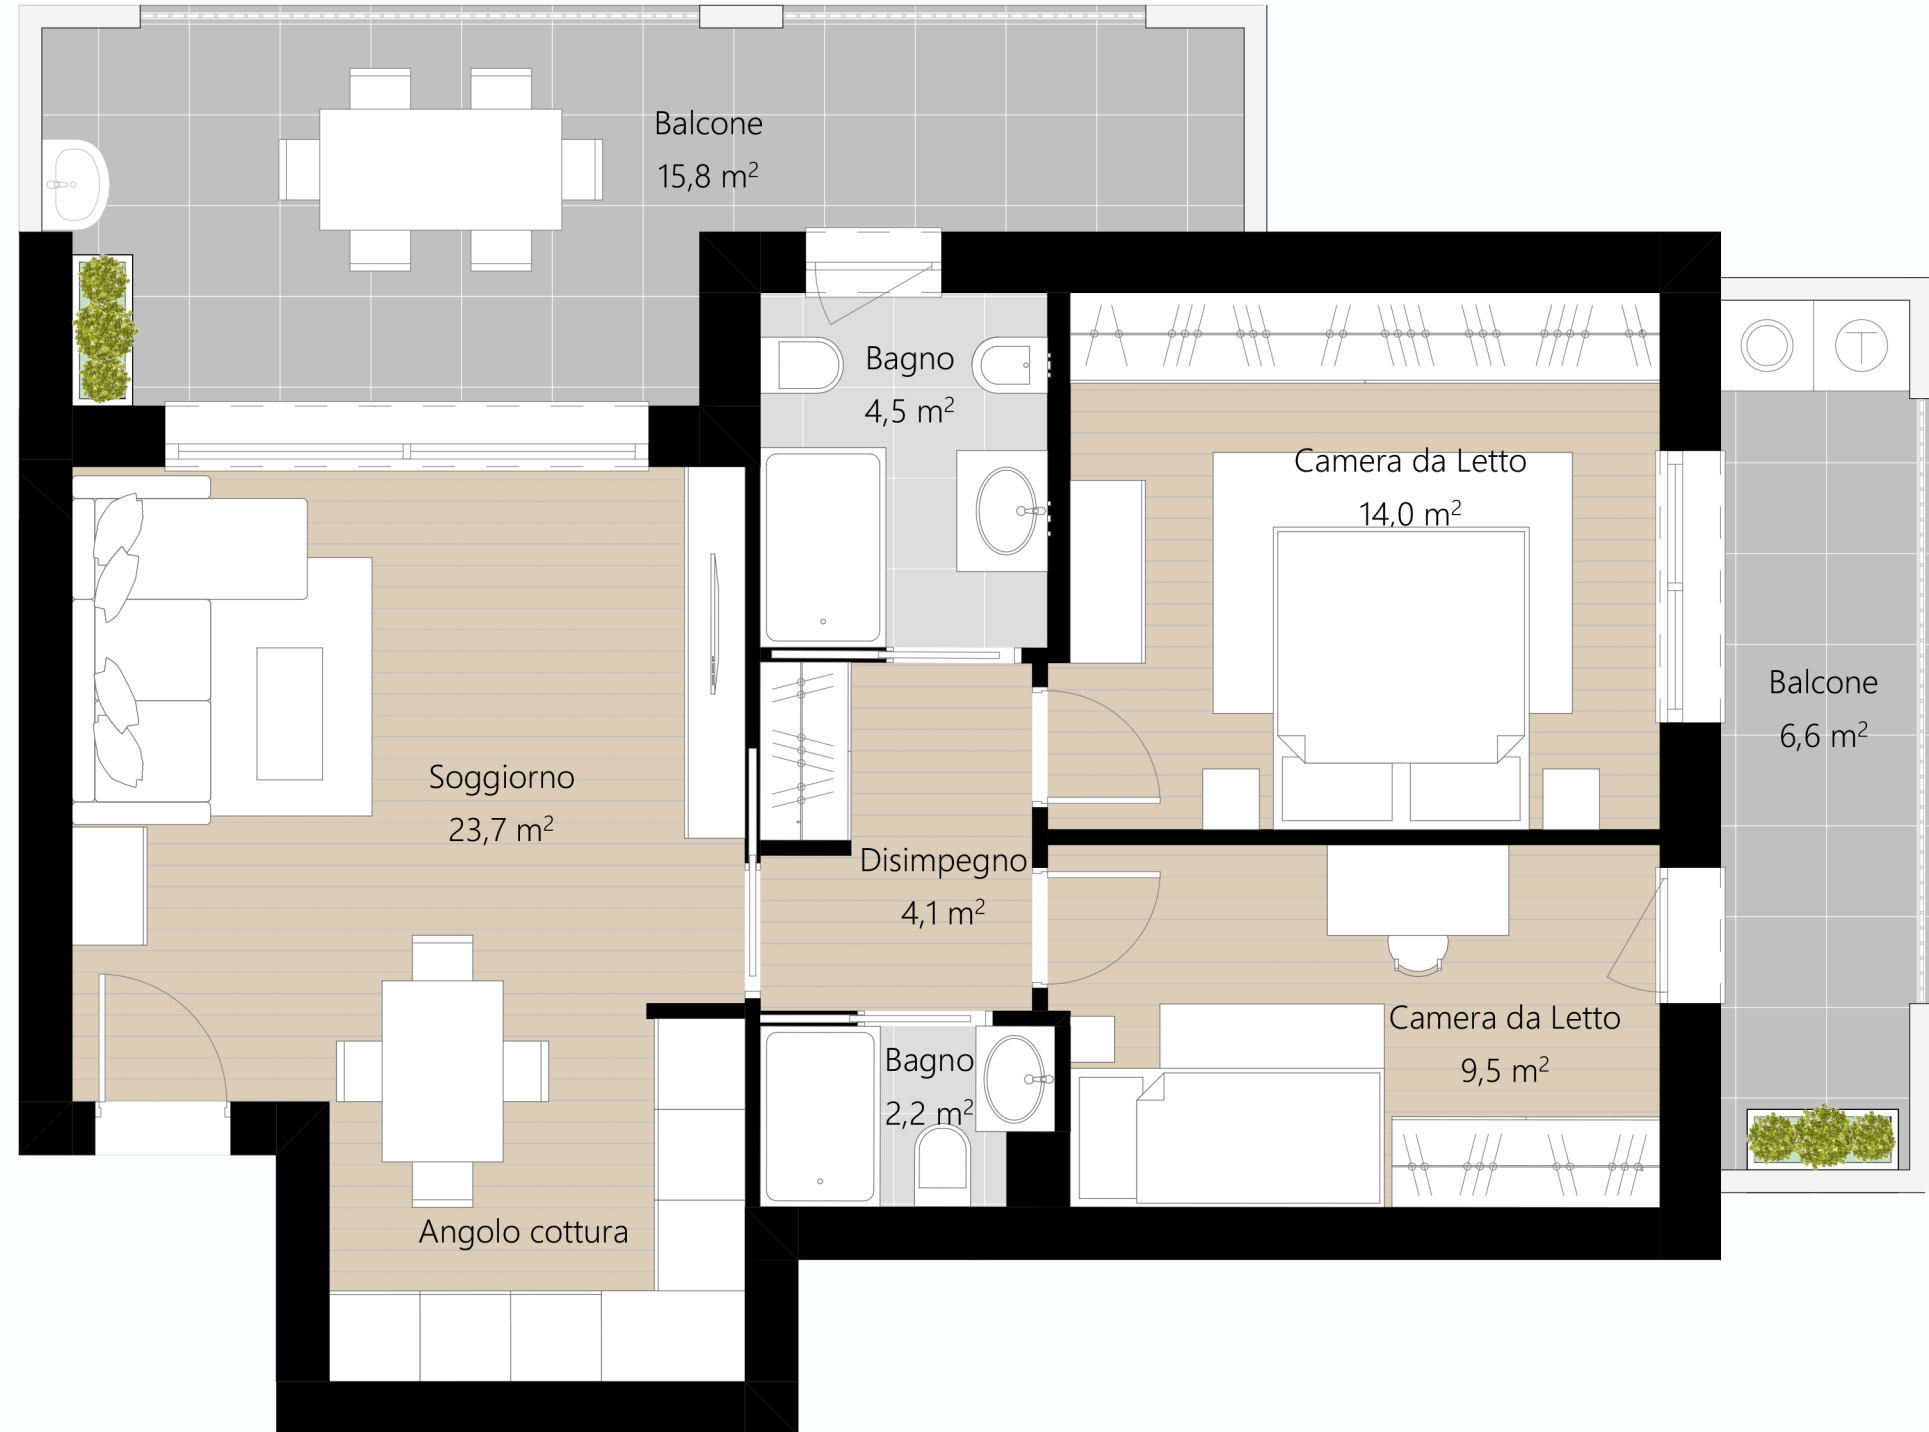 Balcone
15,8 m²
Bagno
4,5 m²
Camera da Letto
14,0 m²
Balcone
6,6 m²
Soggiorno
23,7 m²
Disimpegno
4,1 m²
Camera da Letto
9,5 m²
Bagno
2,2 m²
Angolo cottura
T